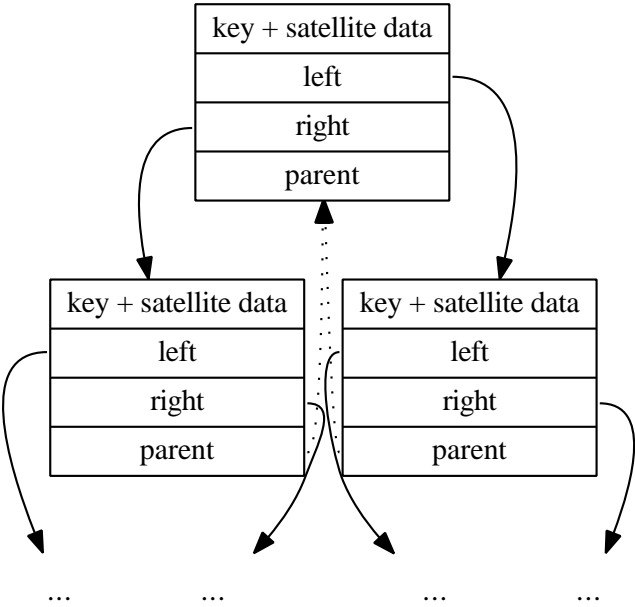 key + satellite data
left
right
parent
key + satellite data
left
right
parent
key + satellite data
left
right
parent
... ... ... ...